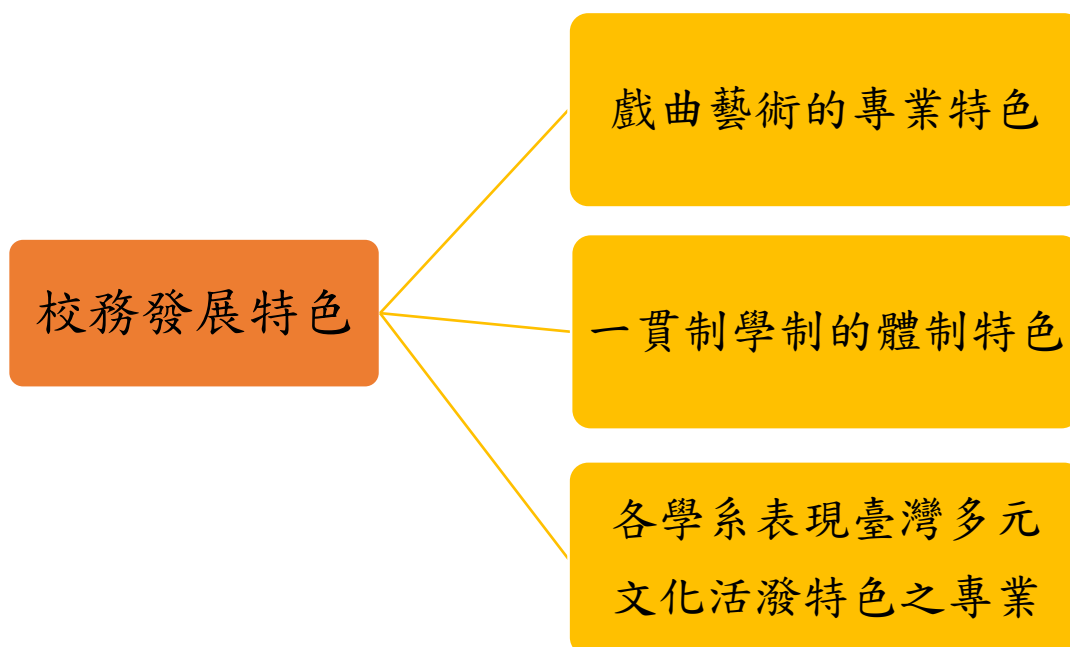 戲曲藝術的專業特色
校務發展特色
一貫制學制的體制特色
各學系表現臺灣多元
文化活潑特色之專業